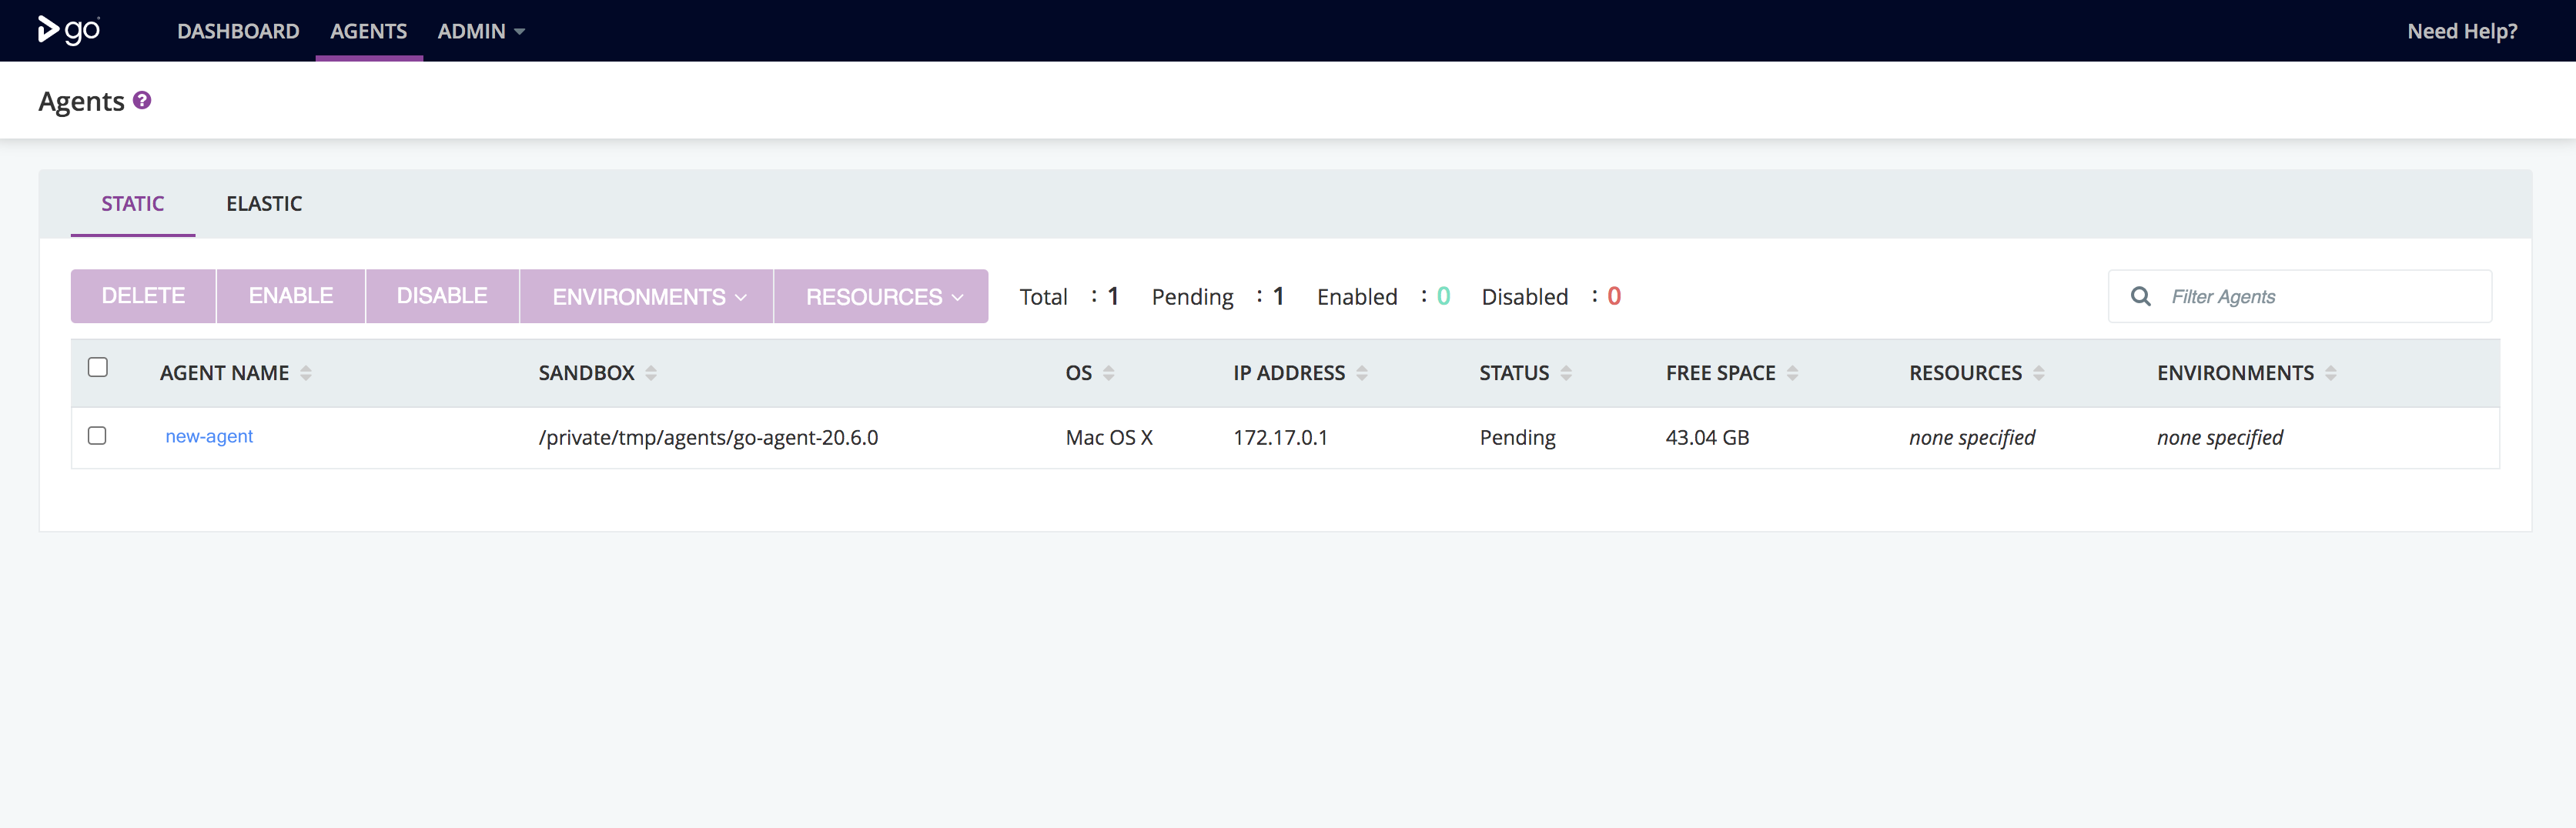 go DASHBOARD AGENTS ADMIN Need Help?
Agents ?
STATIC ELASTIC
DELETE ENABLE DISABLE ENVIRONMENTS RESOURCES Total : 1 Pending : 1 Enabled : 0 Disabled : 0 Filter Agents
AGENT NAME SANDBOX OS IP ADDRESS STATUS FREE SPACE RESOURCES ENVIRONMENTS
new-agent /private/tmp/agents/go-agent-20.6.0 Mac OS X 172.17.0.1 Pending 43.04 GB none specified none specified